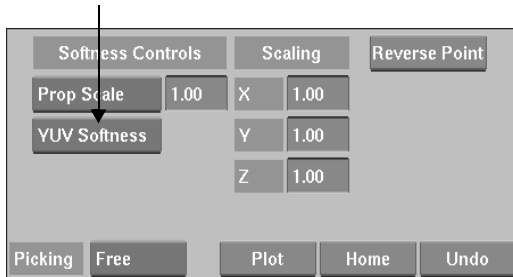 Softness Controls Scaling Reverse Point
Prop Scale 1.00 X 1.00
YUV Softness Y 1.00
Z 1.00
Picking Free Plot Home Undo